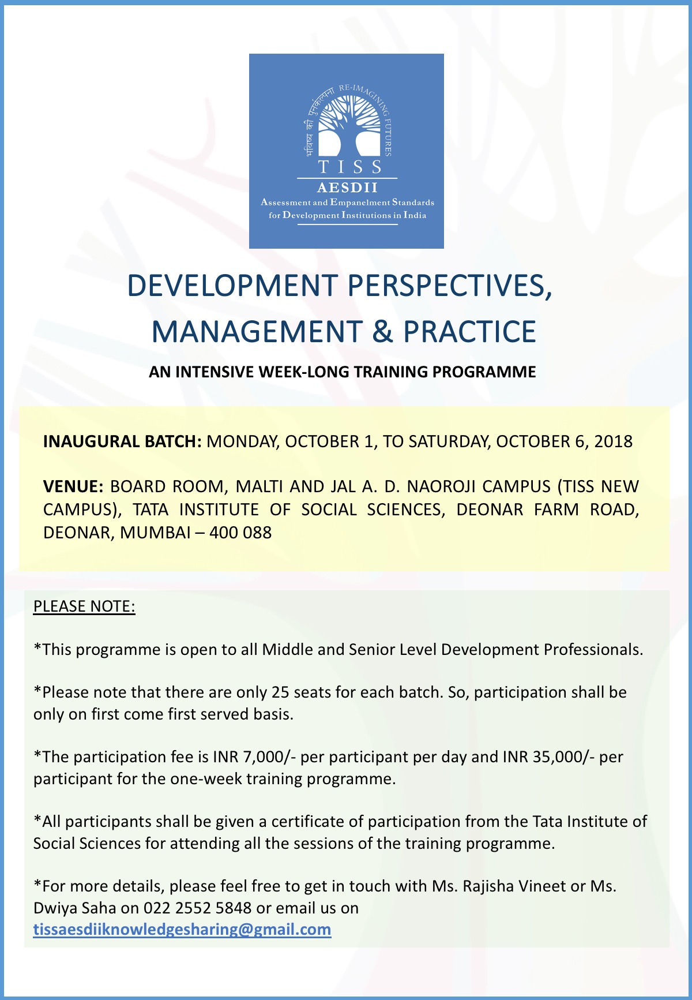 भविष्य की पुनर्कल्पना RE-IMAGINING FUTURES
TISS
AESDII
Assessment and Empanelment Standards
for Development Institutions in India
DEVELOPMENT PERSPECTIVES,
MANAGEMENT & PRACTICE
AN INTENSIVE WEEK-LONG TRAINING PROGRAMME
INAUGURAL BATCH: MONDAY, OCTOBER 1, TO SATURDAY, OCTOBER 6, 2018
VENUE: BOARD ROOM, MALTI AND JAL A. D. NAOROJI CAMPUS (TISS NEW
CAMPUS), TATA INSTITUTE OF SOCIAL SCIENCES, DEONAR FARM ROAD,
DEONAR, MUMBAI – 400 088
PLEASE NOTE:
*This programme is open to all Middle and Senior Level Development Professionals.
*Please note that there are only 25 seats for each batch. So, participation shall be
only on first come first served basis.
*The participation fee is INR 7,000/- per participant per day and INR 35,000/- per
participant for the one-week training programme.
*All participants shall be given a certificate of participation from the Tata Institute of
Social Sciences for attending all the sessions of the training programme.
*For more details, please feel free to get in touch with Ms. Rajisha Vineet or Ms.
Dwiya Saha on 022 2552 5848 or email us on
tissaesdiiknowledgesharing@gmail.com